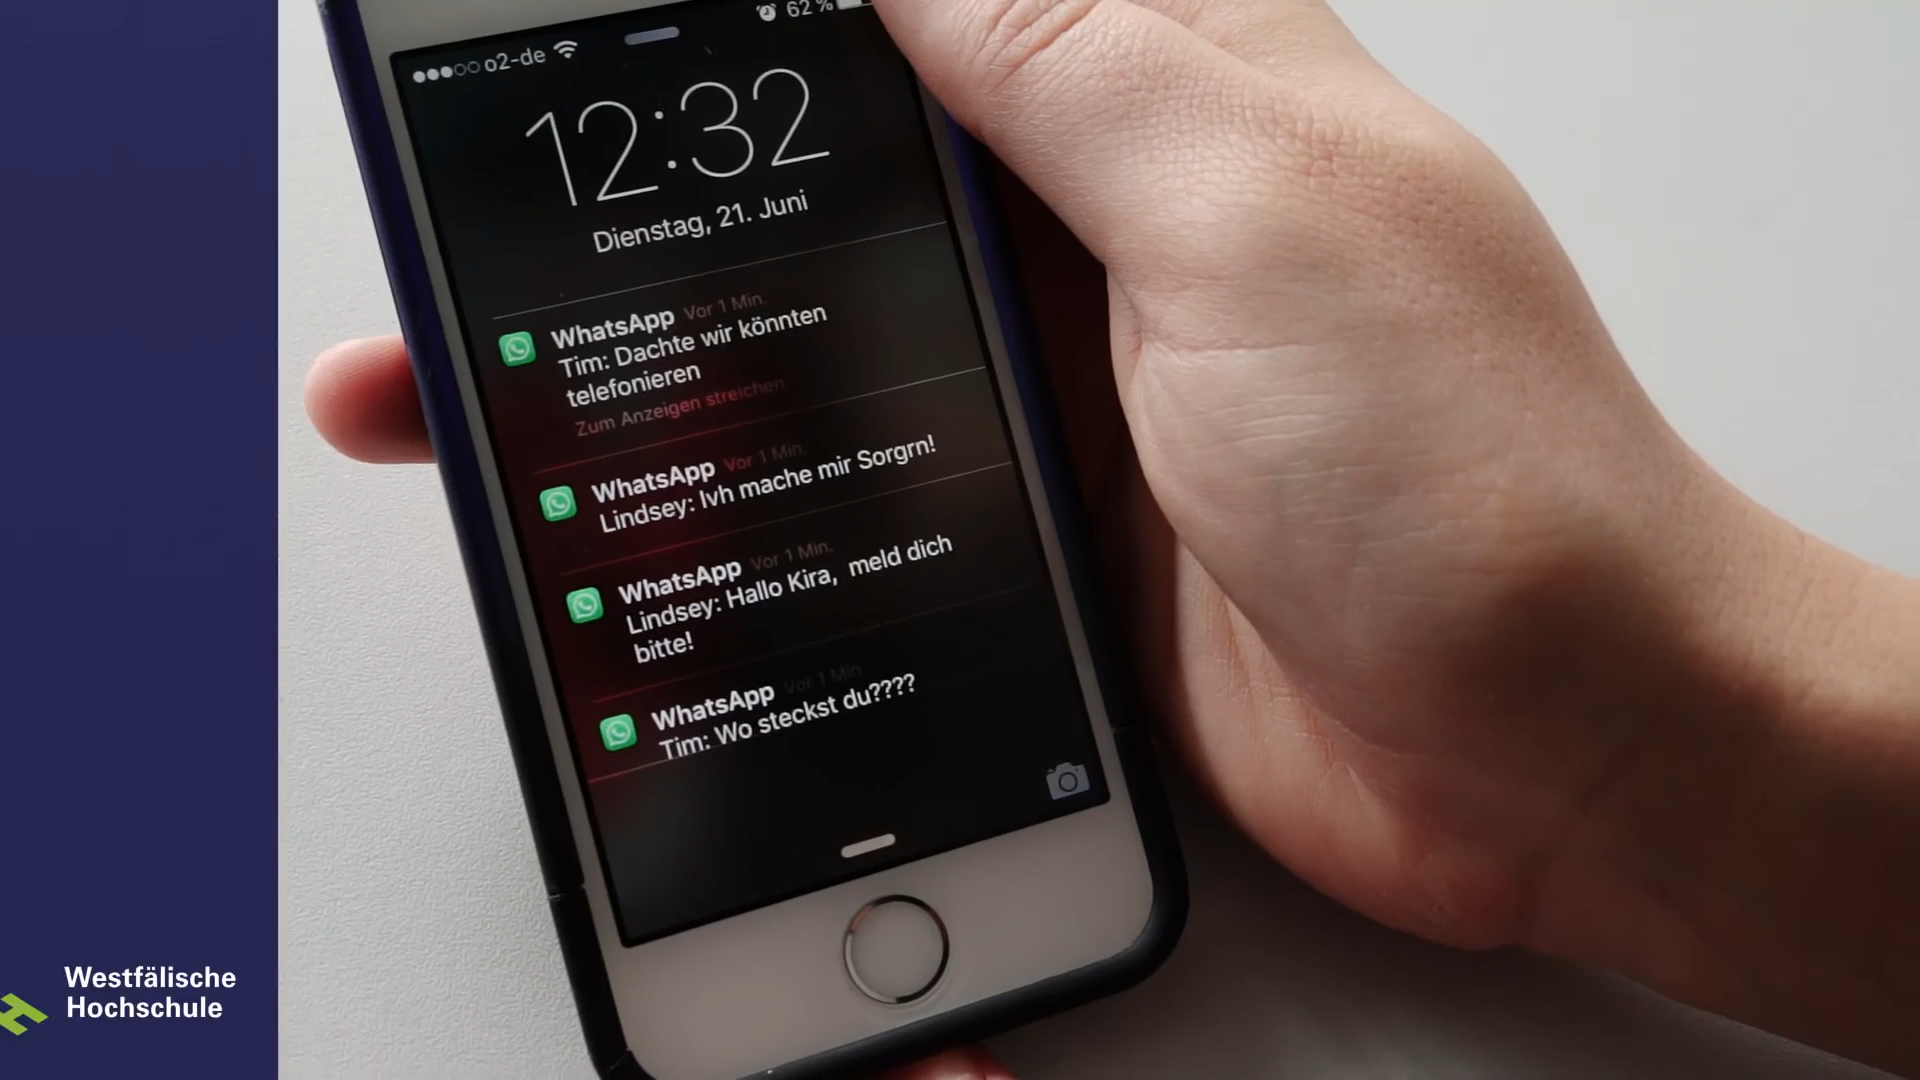 o2-de
62 %
12:32
Dienstag, 21. Juni
WhatsApp Vor 1 Min.
Tim: Dachte wir könnten
telefonieren
Zum Anzeigen streichen
WhatsApp Vor 1 Min.
Lindsey: Ivh mache mir Sorgrn!
WhatsApp Vor 1 Min.
Lindsey: Hallo Kira, meld dich
bitte!
WhatsApp Vor 1 Min.
Tim: Wo steckst du????
Westfälische
Hochschule